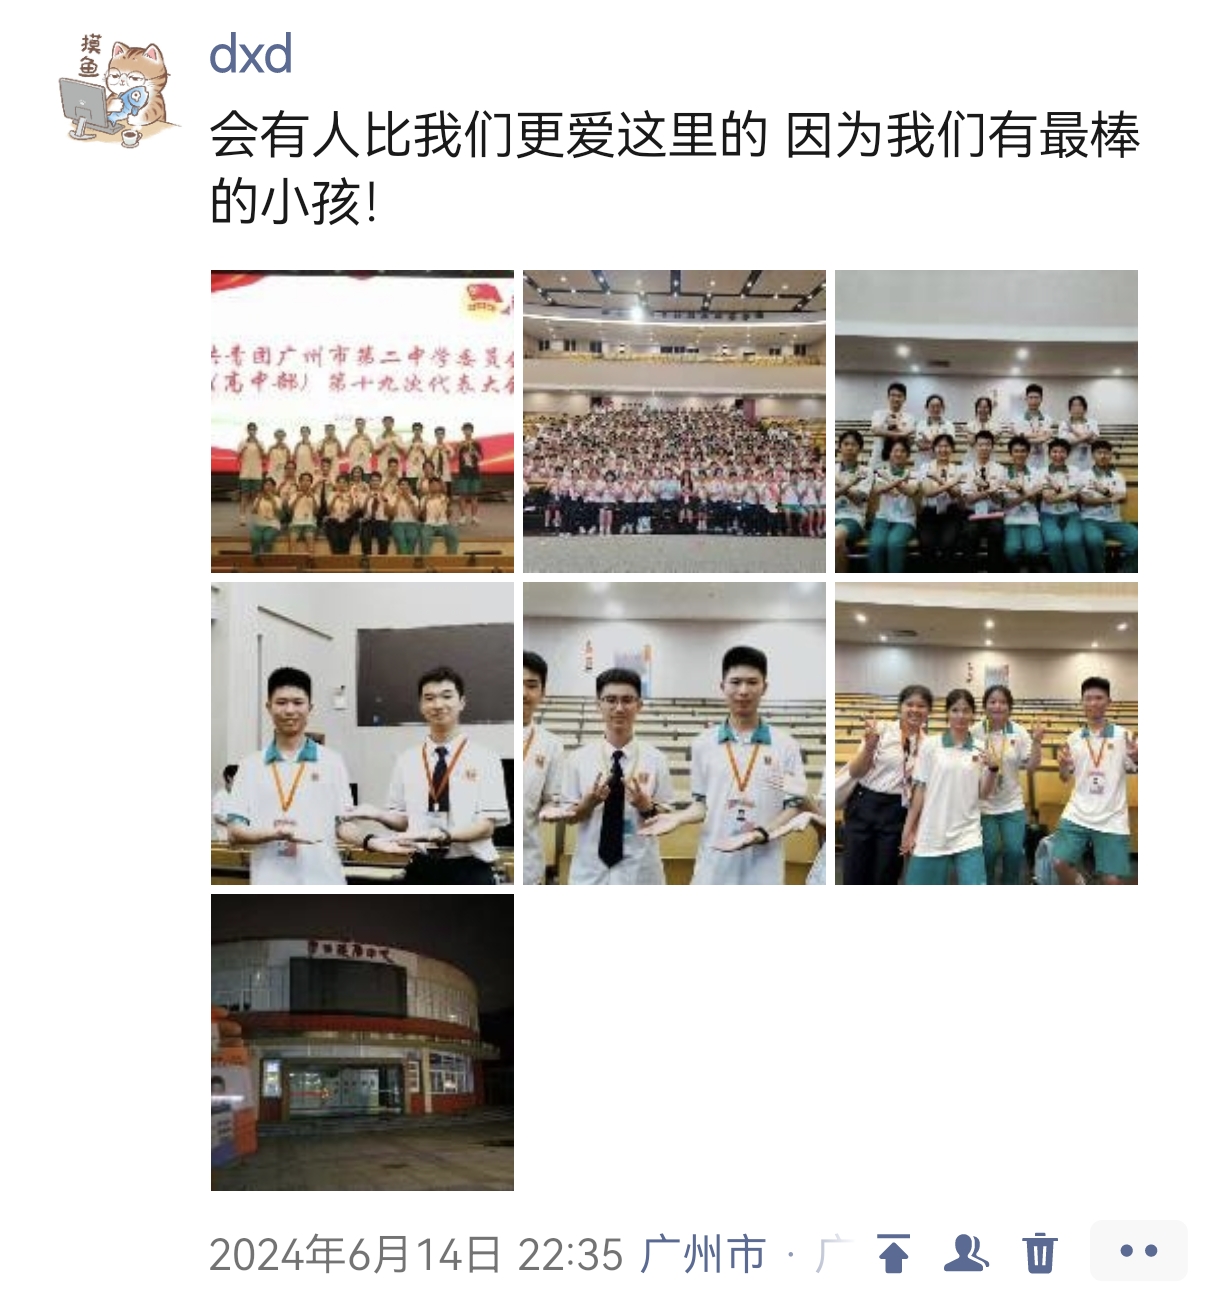 摸
鱼
dxd
会有人比我们更爱这里的 因为我们有最棒
的小孩！
共青团广州市第二中学委员会
（高中部）第十九次代表大会
2024年6月14日 22:35 广州市 · 广